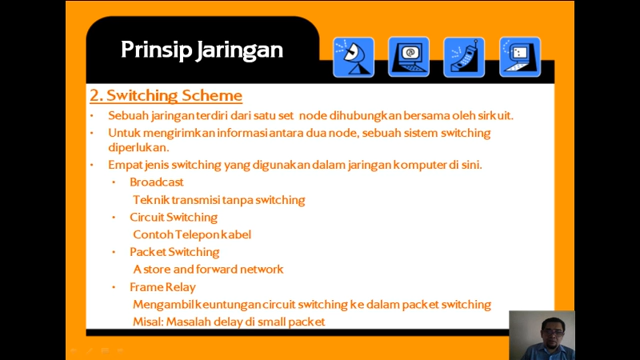 Prinsip Jaringan
2. Switching Scheme
• Sebuah jaringan terdiri dari satu set node dihubungkan bersama oleh sirkuit.
• Untuk mengirimkan informasi antara dua node, sebuah sistem switching
diperlukan.
• Empat jenis switching yang digunakan dalam jaringan komputer di sini.
• Broadcast
Teknik transmisi tanpa switching
• Circuit Switching
Contoh Telepon kabel
• Packet Switching
A store and forward network
• Frame Relay
Mengambil keuntungan circuit switching ke dalam packet switching
Misal: Masalah delay di small packet